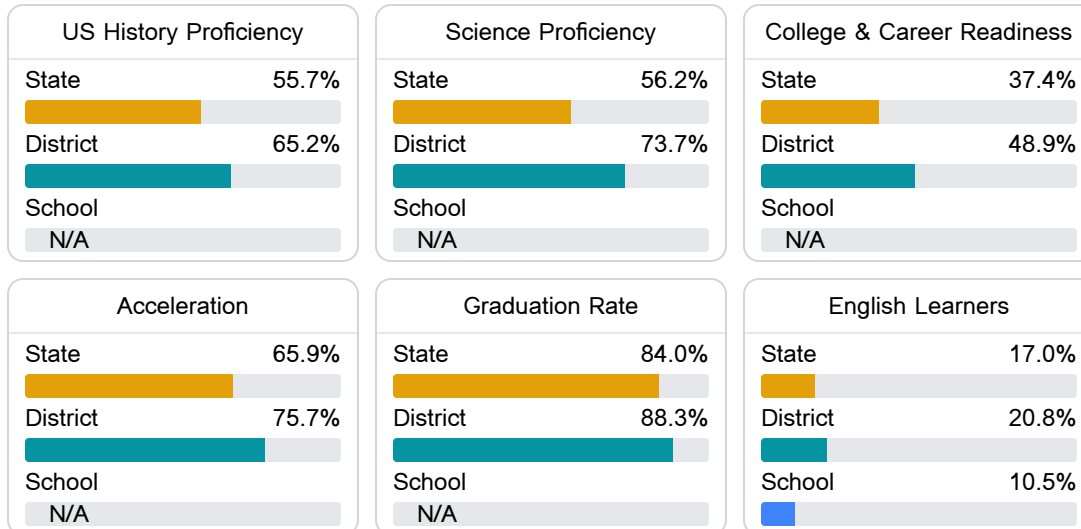 US History Proficiency
State 55.7%
District 65.2%
School
N/A
Science Proficiency
State 56.2%
District 73.7%
School
N/A
College & Career Readiness
State 37.4%
District 48.9%
School
N/A
Acceleration
State 65.9%
District 75.7%
School
N/A
Graduation Rate
State 84.0%
District 88.3%
School
N/A
English Learners
State 17.0%
District 20.8%
School 10.5%